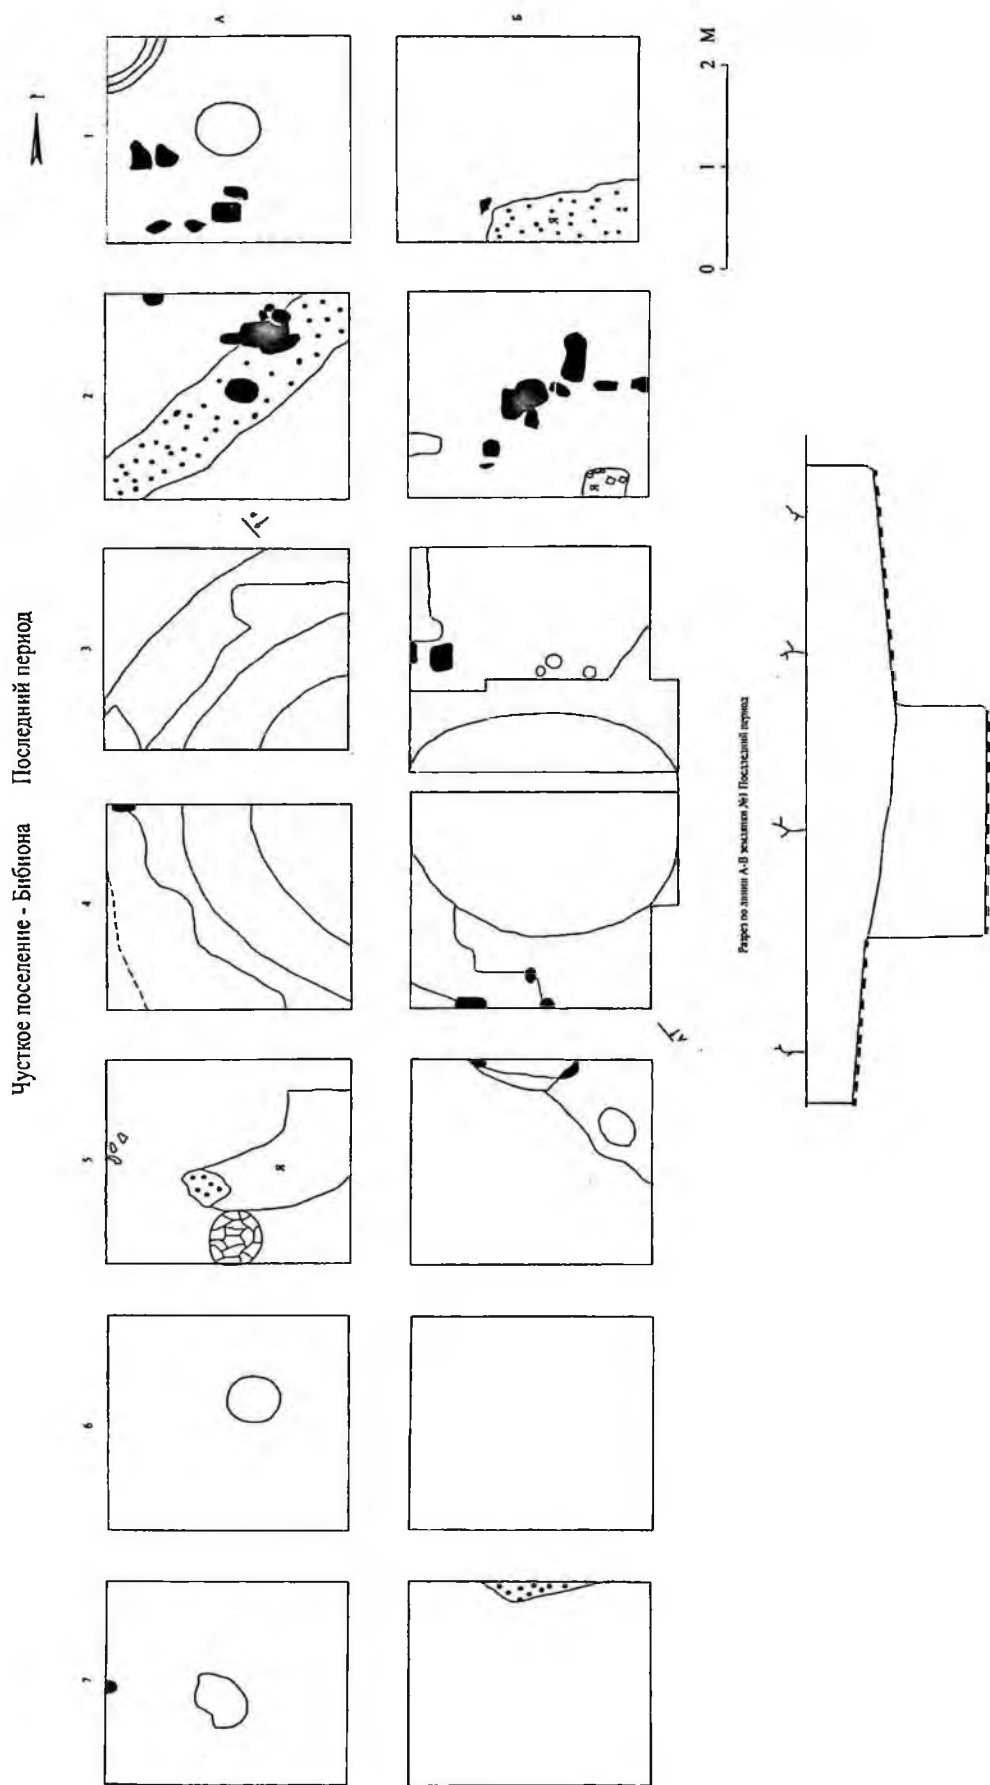 Чусткое поселение - Бибиона Последний период
А
Б
1
2
3
4
5
6
7
Я
Я
Я
0 1 2 М
Разрез по линии А-В землянки №1 Последний период